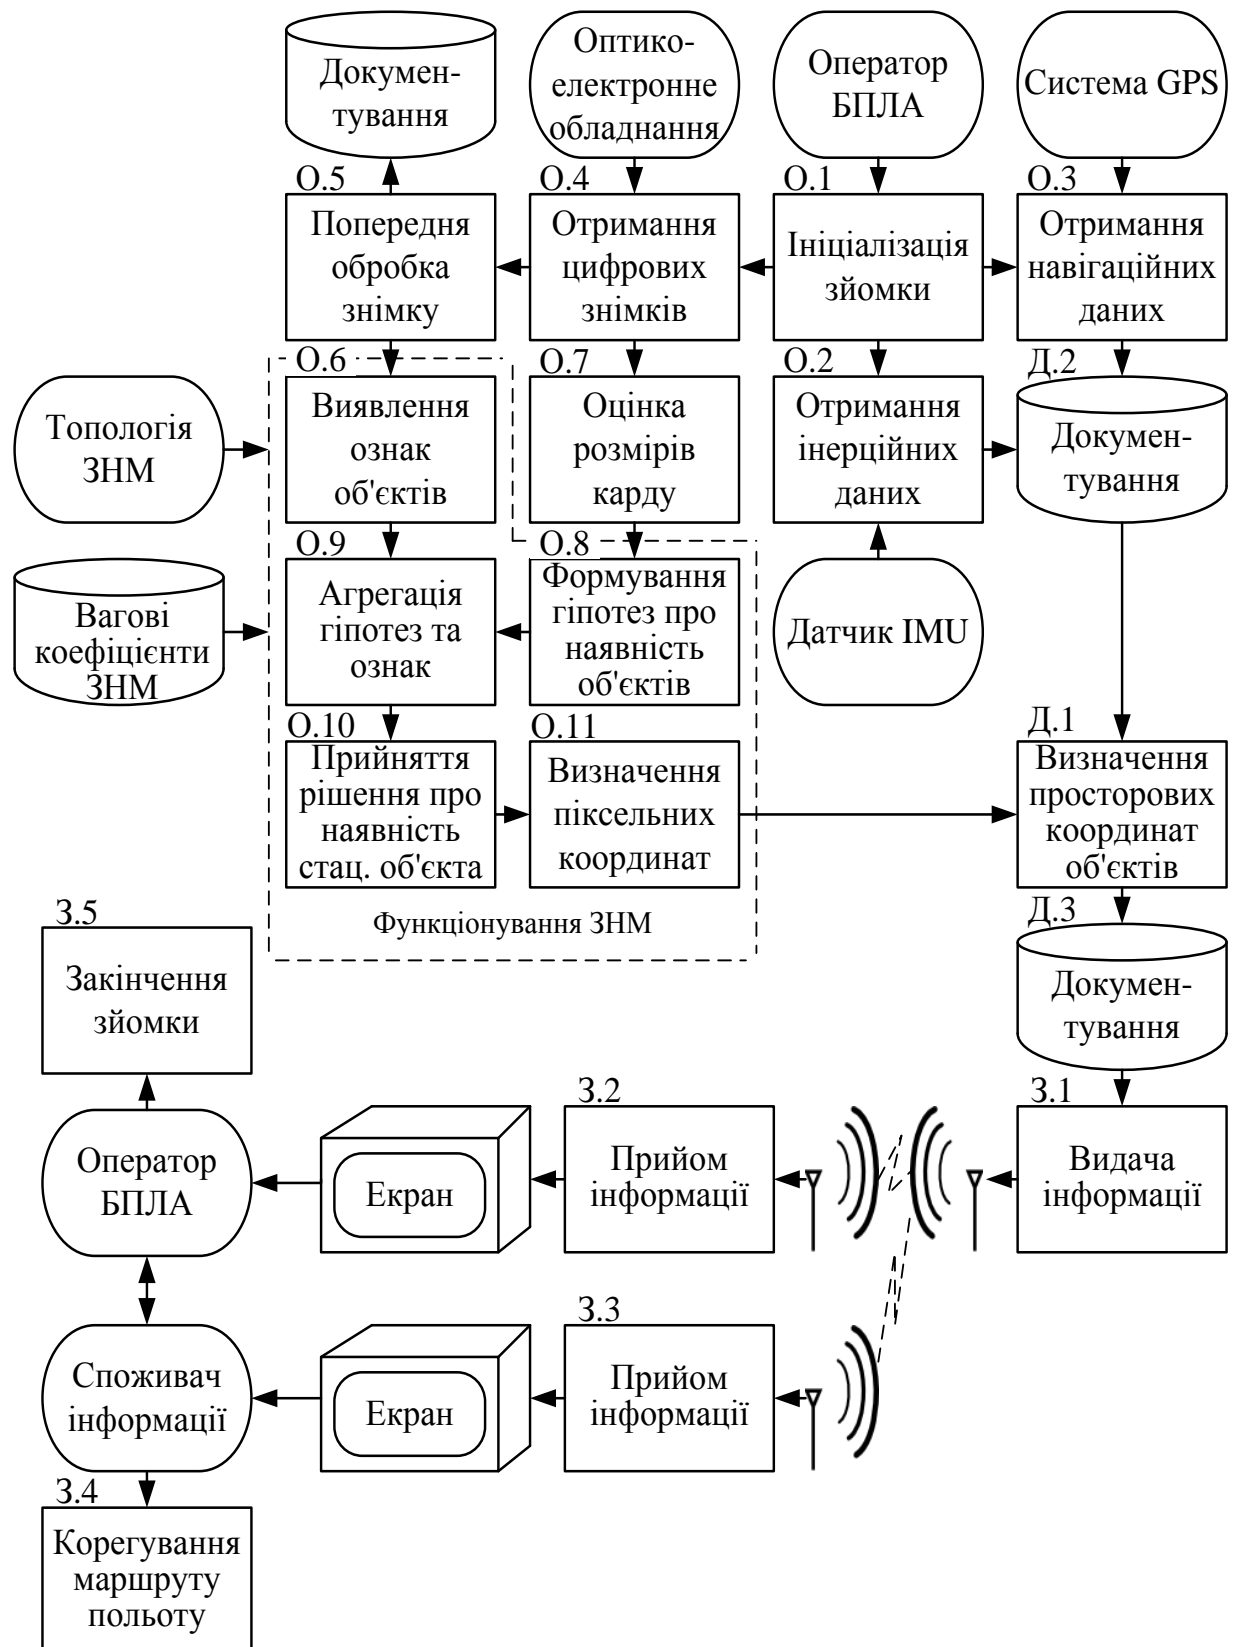 Докумен-
тування
Оптико-
електронне
обладнання
Оператор
БПЛА
Система GPS
О.5
Попередня
обробка
знімку
О.4
Отримання
цифрових
знімків
О.1
Ініціалізація
зйомки
О.3
Отримання
навігаційних
даних
Топологія
ЗНМ
О.6
Виявлення
ознак
об'єктів
О.7
Оцінка
розмірів
карду
О.2
Отримання
інерційних
даних
Д.2
Докумен-
тування
Вагові
коефіцієнти
ЗНМ
О.9
Агрегація
гіпотез та
ознак
О.8
Формування
гіпотез про
наявність
об'єктів
Датчик IMU
О.10
Прийняття
рішення про
наявність
стац. об'єкта
О.11
Визначення
піксельних
координат
Д.1
Визначення
просторових
координат
об'єктів
Функціонування ЗНМ
З.5
Закінчення
зйомки
Д.3
Докумен-
тування
Оператор
БПЛА
Екран
З.2
Прийом
інформації
З.1
Видача
інформації
Споживач
інформації
Екран
З.3
Прийом
інформації
З.4
Корегування
маршруту
польоту